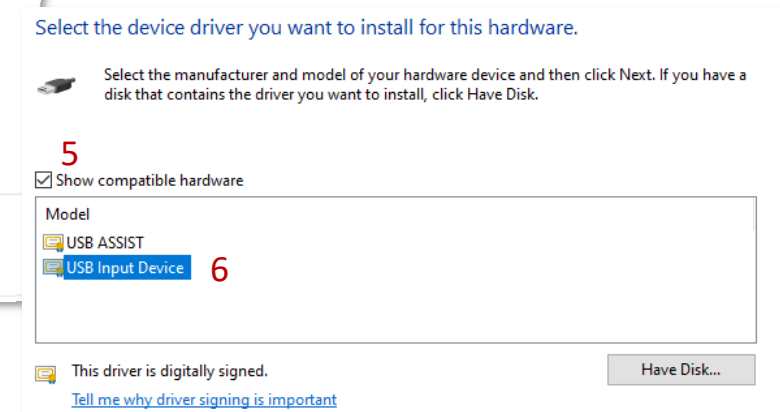 Select the device driver you want to install for this hardware.
Select the manufacturer and model of your hardware device and then click Next. If you have a
disk that contains the driver you want to install, click Have Disk.
5
Show compatible hardware
Model
USB ASSIST
USB Input Device 6
This driver is digitally signed.
Have Disk...
Tell me why driver signing is important